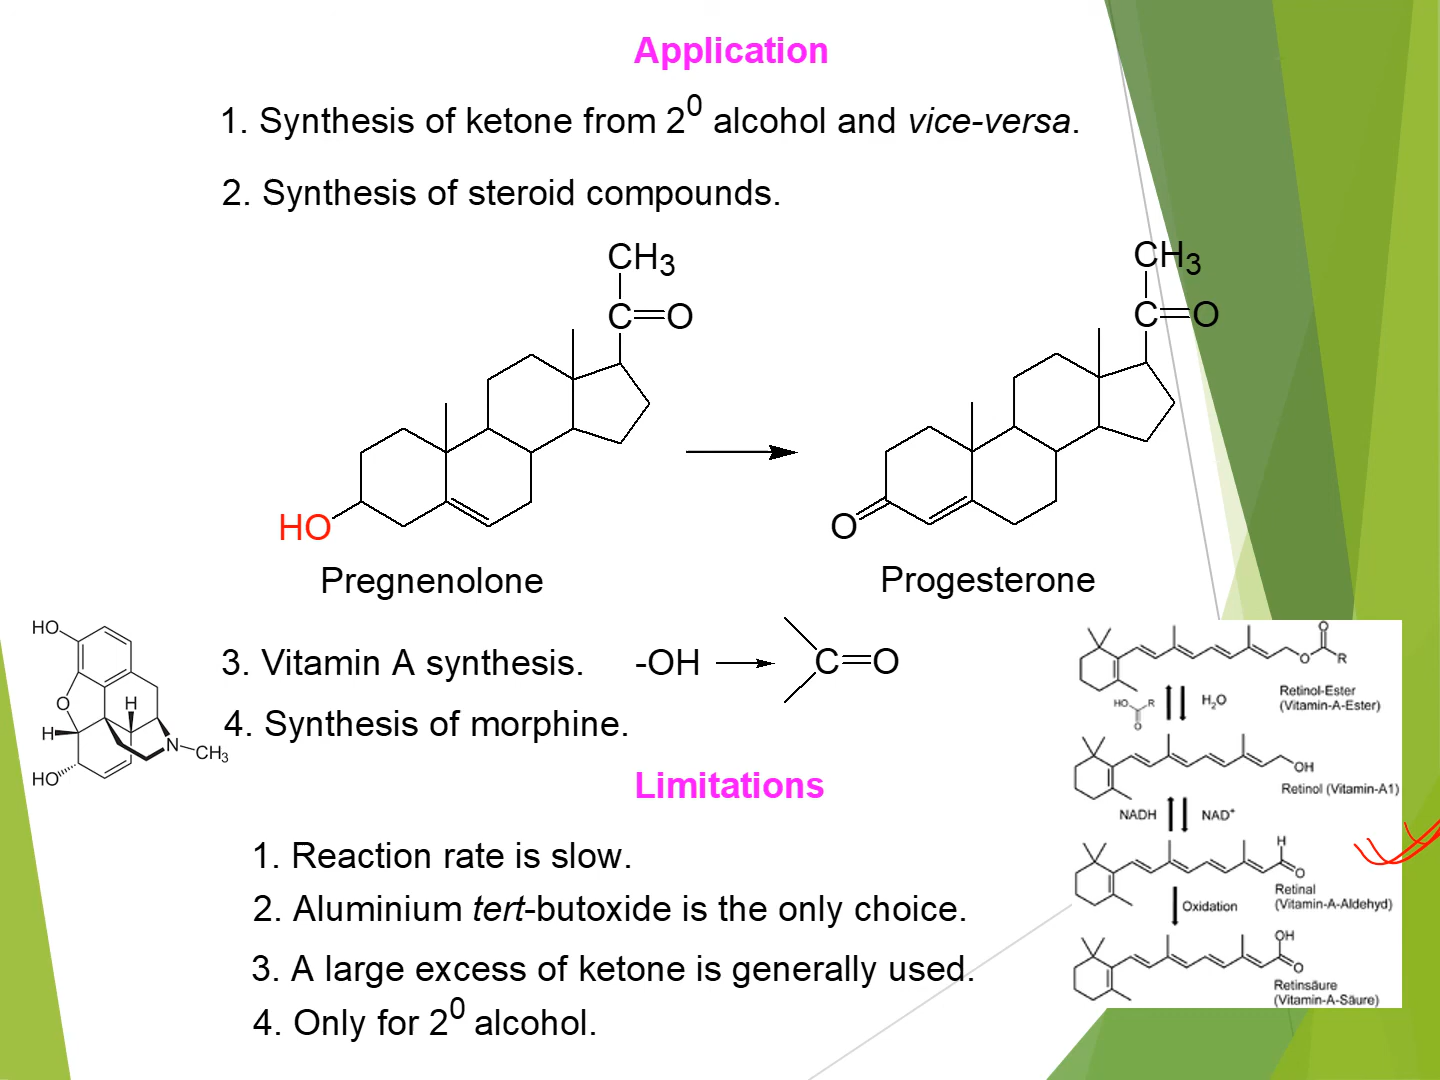 Application
1. Synthesis of ketone from 2⁰ alcohol and vice-versa.
2. Synthesis of steroid compounds.
CH₃
C=O
HO
Pregnenolone
CH₃
C=O
O
Progesterone
3. Vitamin A synthesis. -OH → C=O
4. Synthesis of morphine.
HO
O
H
H
N-CH₃
HO
O
O R
Retinol-Ester
(Vitamin-A-Ester)
HO R
O
H₂O
OH
Retinol (Vitamin-A1)
NADH NAD⁺
H
O
Retinal
(Vitamin-A-Aldehyd)
Oxidation
OH
O
Retinsäure
(Vitamin-A-Säure)
Limitations
1. Reaction rate is slow.
2. Aluminium tert-butoxide is the only choice.
3. A large excess of ketone is generally used.
4. Only for 2⁰ alcohol.